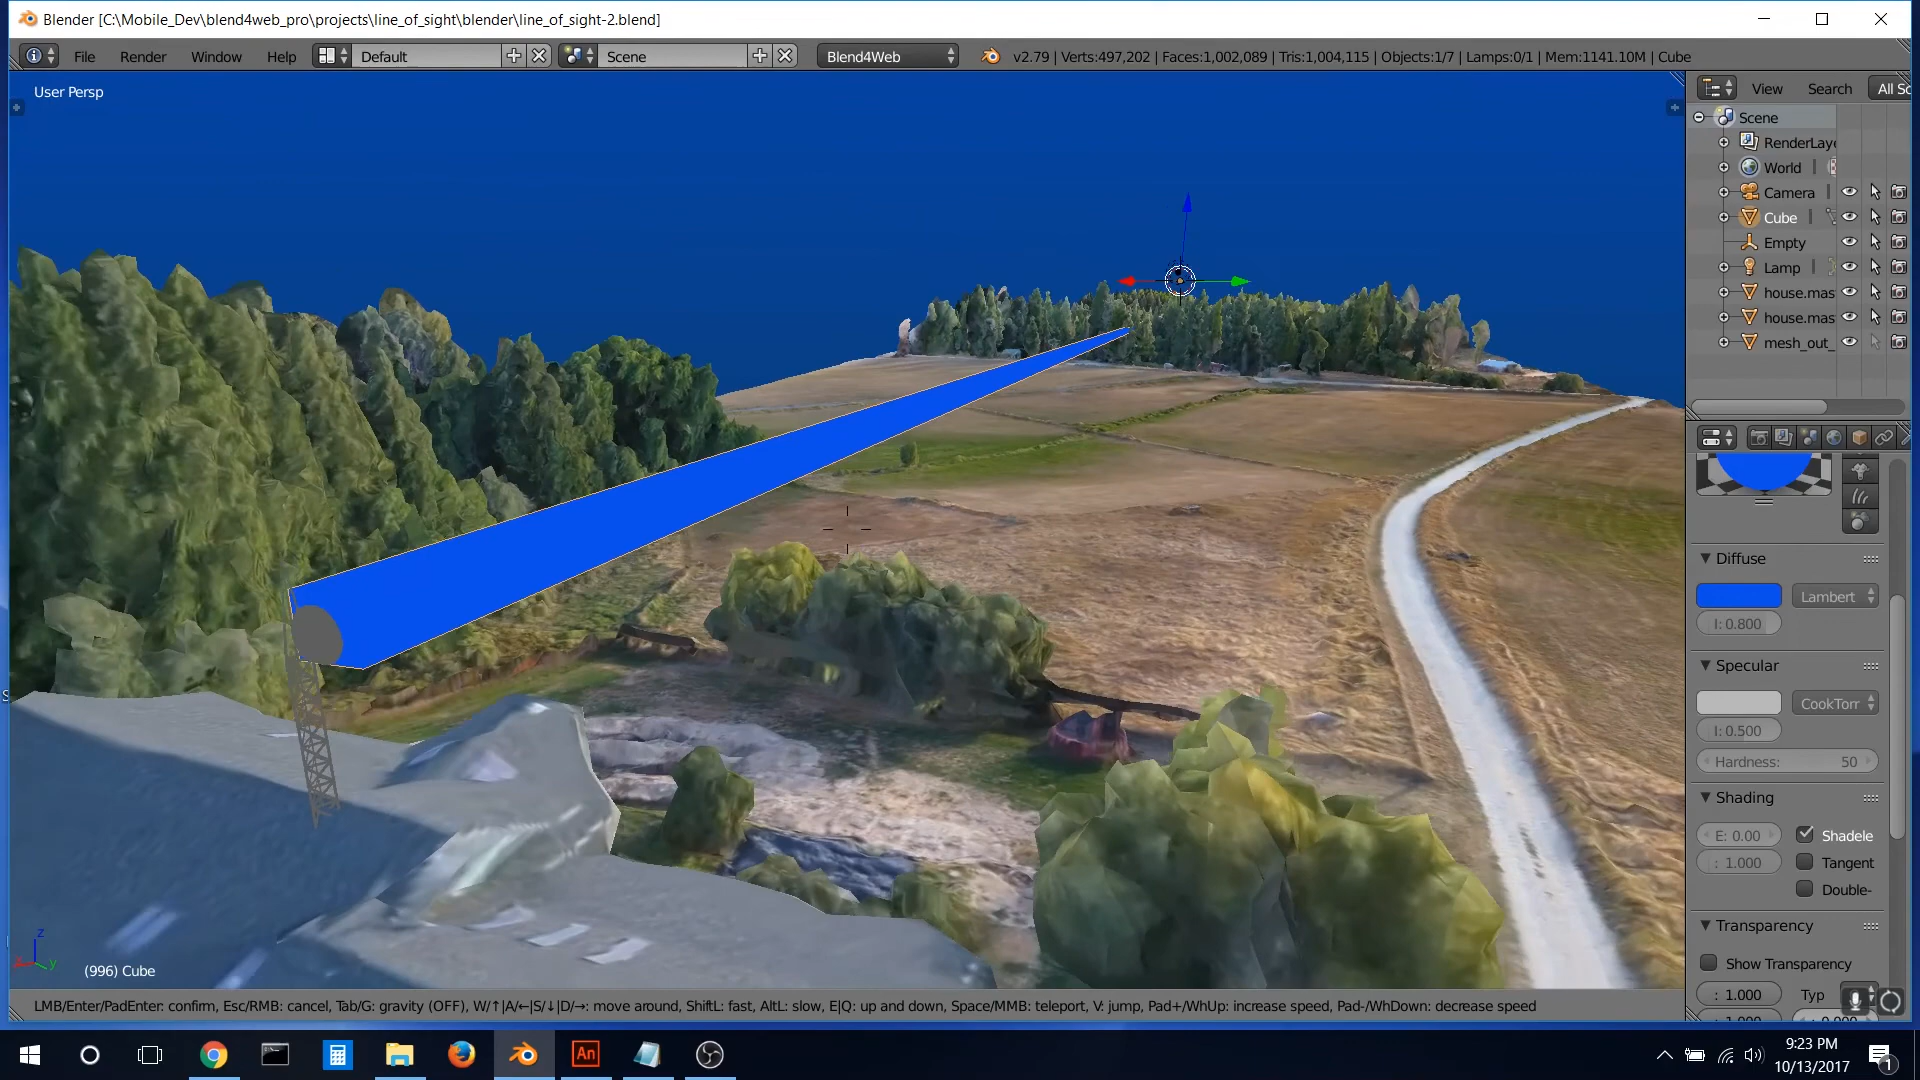 Blender [C:\Mobile_Dev\blend4web_pro\projects\line_of_sight\blender\line_of_sight-2.blend]
File Render Window Help Default Scene Blend4Web v2.79 | Verts:497,202 | Faces:1,002,089 | Tris:1,004,115 | Objects:1/7 | Lamps:0/1 | Mem:1141.10M | Cube
User Persp
View Search All Sc
Scene
RenderLaye
World
Camera
Cube
Empty
Lamp
house.mas
house.mas
mesh_out_
Diffuse
Lambert
I: 0.800
Specular
CookTorr
I: 0.500
Hardness: 50
Shading
E: 0.00 Shadele
: 1.000 Tangent
Double-
Transparency
Show Transparency
: 1.000 Typ
z
x y
(996) Cube
LMB/Enter/PadEnter: confirm, Esc/RMB: cancel, Tab/G: gravity (OFF), W/↑|A/←|S/↓|D/→: move around, ShiftL: fast, AltL: slow, E|Q: up and down, Space/MMB: teleport, V: jump, Pad+/WhUp: increase speed, Pad-/WhDown: decrease speed
An
9:23 PM
10/13/2017
1